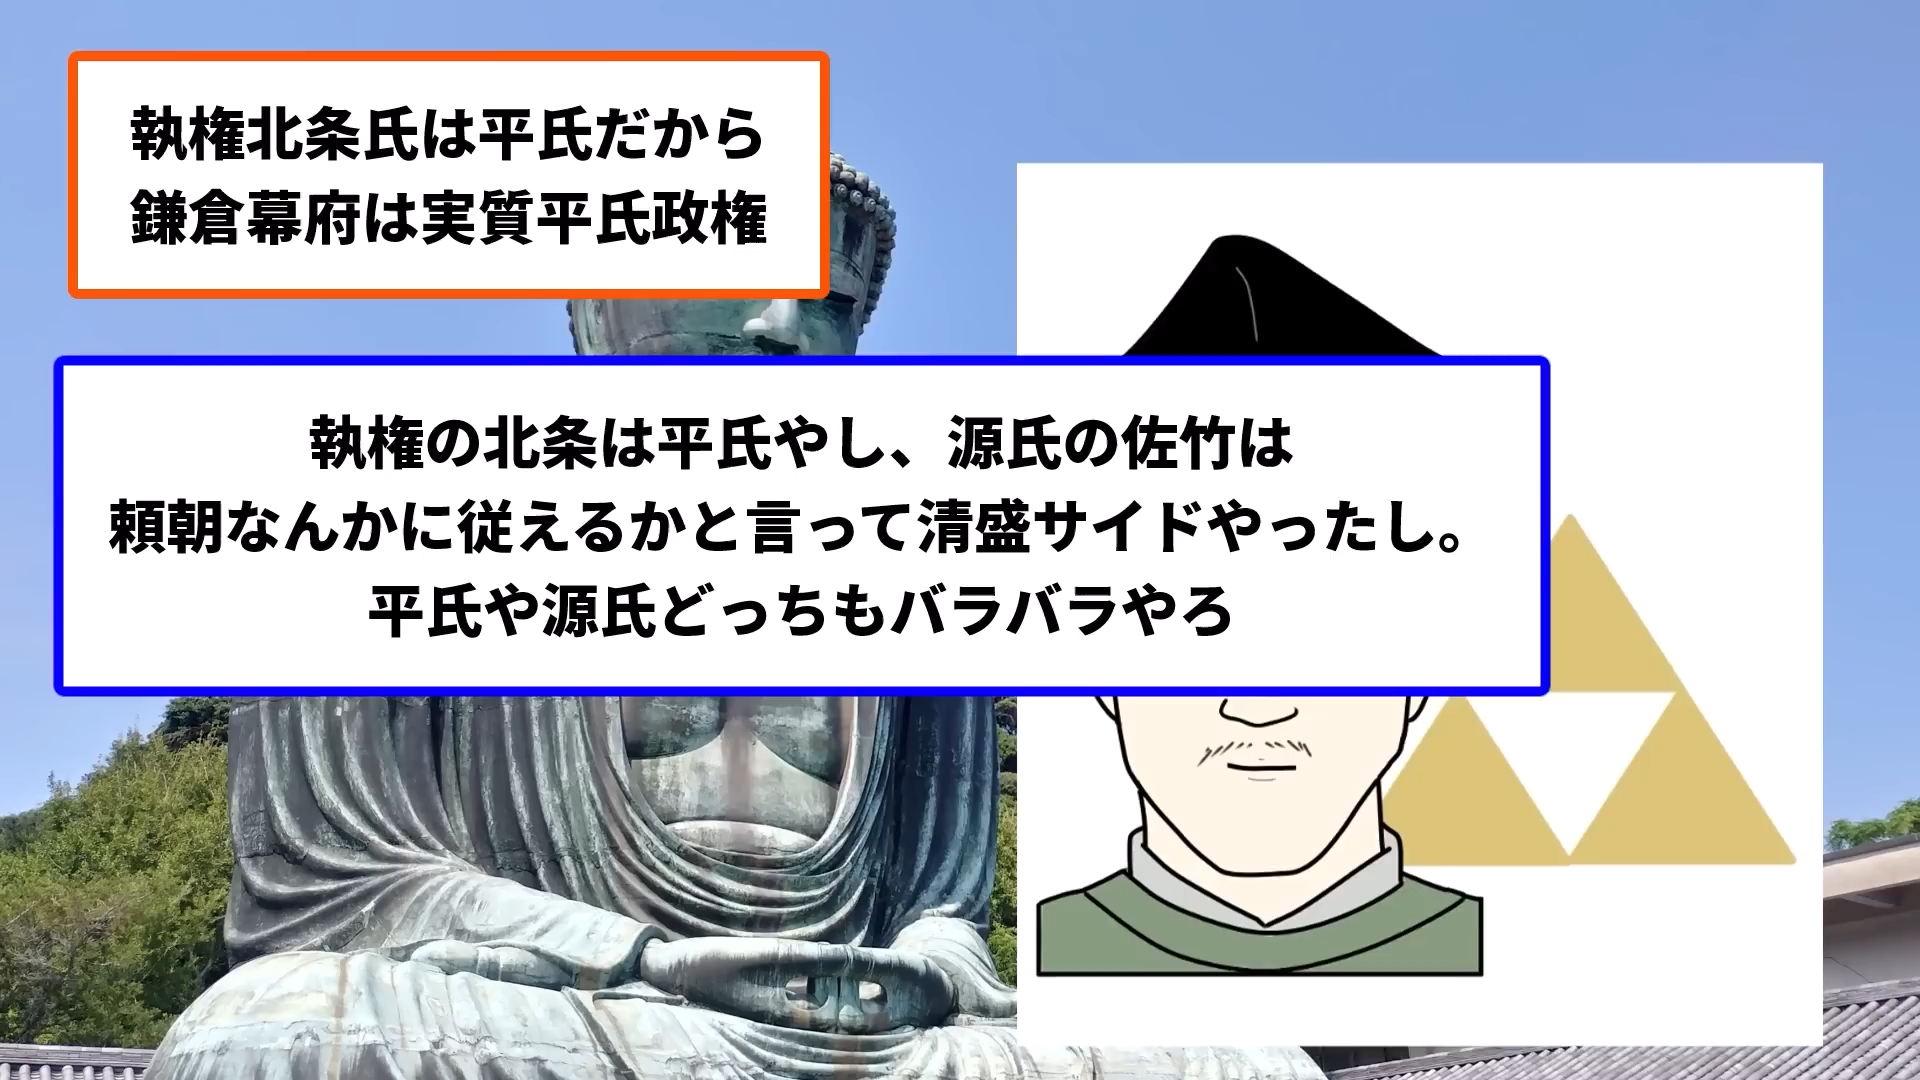 執権北条氏は平氏だから
鎌倉幕府は実質平氏政権
執権の北条は平氏やし、源氏の佐竹は
頼朝なんかに従えるかと言って清盛サイドやったし。
平氏や源氏どっちもバラバラやろ